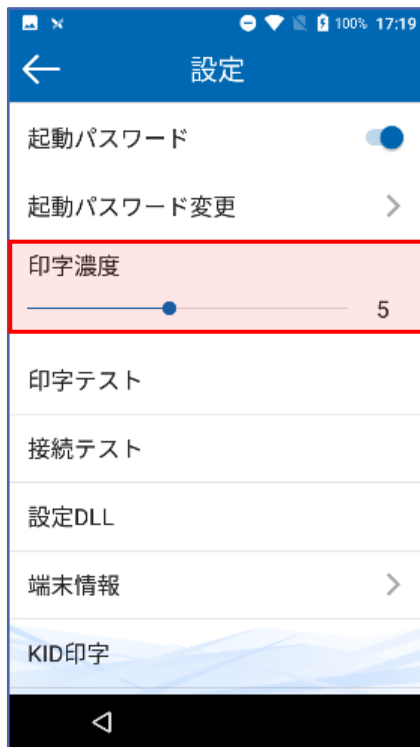 100% 17:19
設定
起動パスワード
起動パスワード変更
印字濃度
5
印字テスト
接続テスト
設定DLL
端末情報
KID印字